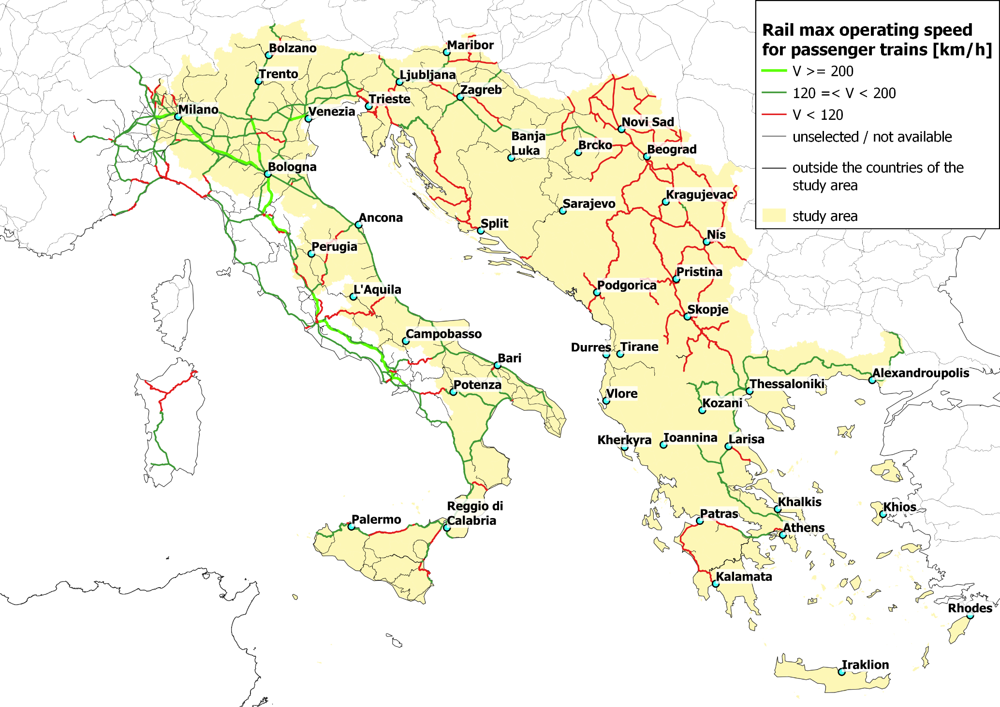 Rail max operating speed
for passenger trains [km/h]
V >= 200
120 =< V < 200
V < 120
unselected / not available
outside the countries of the
study area
study area
Bolzano
Maribor
Trento
Ljubljana
Zagreb
Trieste
Milano
Venezia
Novi Sad
Banja
Luka
Brcko
Beograd
Bologna
Kragujevac
Sarajevo
Ancona
Split
Nis
Perugia
Pristina
Podgorica
L'Aquila
Skopje
Campobasso
Durres
Tirane
Bari
Alexandroupolis
Potenza
Thessaloniki
Vlore
Kozani
Kherkyra
Ioannina
Larisa
Reggio di
Calabria
Khalkis
Khios
Patras
Palermo
Athens
Kalamata
Rhodes
Iraklion